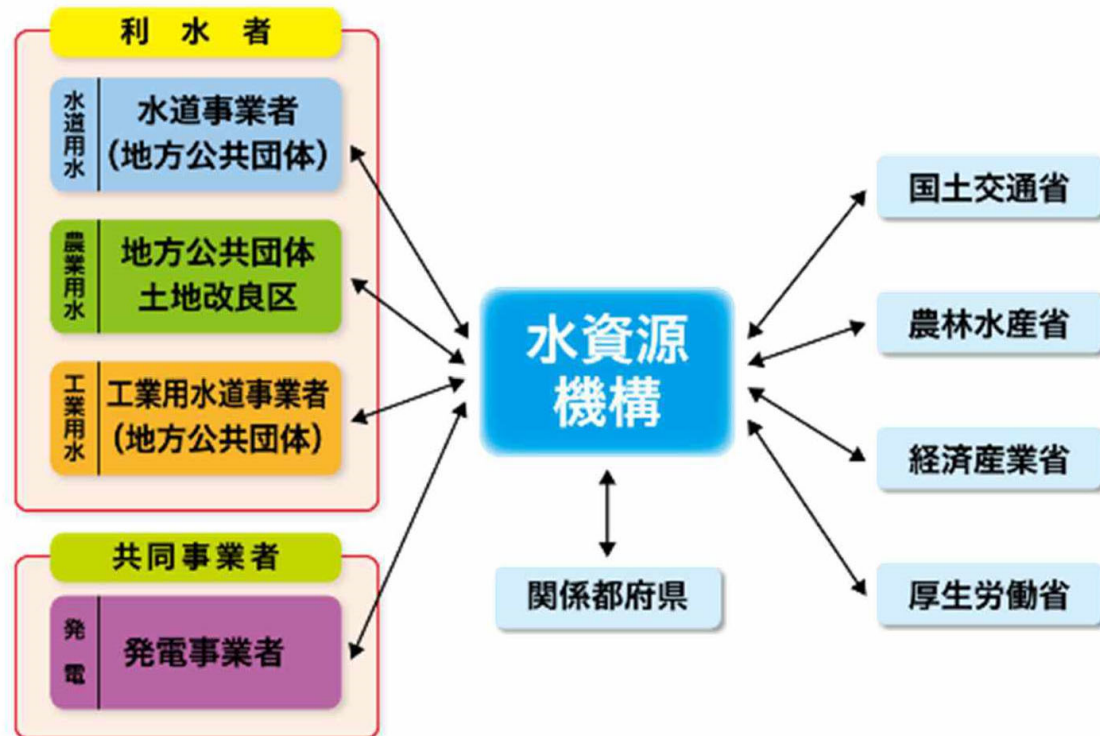 利水者
水道用水
水道事業者
(地方公共団体)
農業用水
地方公共団体
土地改良区
工業用水
工業用水道事業者
(地方公共団体)
共同事業者
発電
発電事業者
水資源
機構
関係都府県
国土交通省
農林水産省
経済産業省
厚生労働省